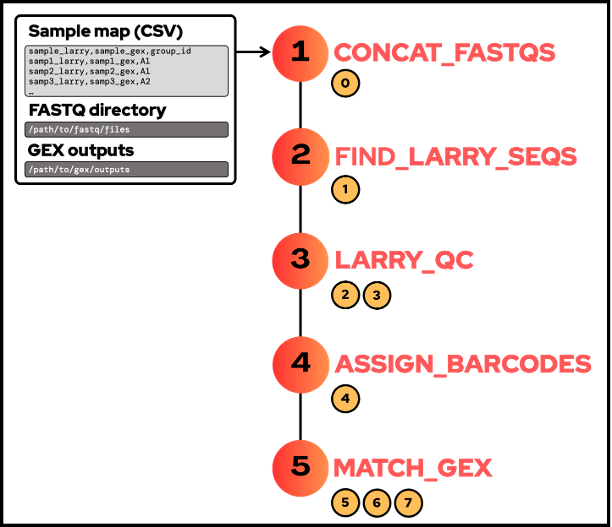 Sample map (CSV)
sample_larry,sample_gex,group_id
samp1_larry,samp1_gex,A1
samp2_larry,samp2_gex,A1
samp3_larry,samp3_gex,A2
…
FASTQ directory
/path/to/fastq/files
GEX outputs
/path/to/gex/outputs
1 CONCAT_FASTQS
0
2 FIND_LARRY_SEQS
1
3 LARRY_QC
2 3
4 ASSIGN_BARCODES
4
5 MATCH_GEX
5 6 7